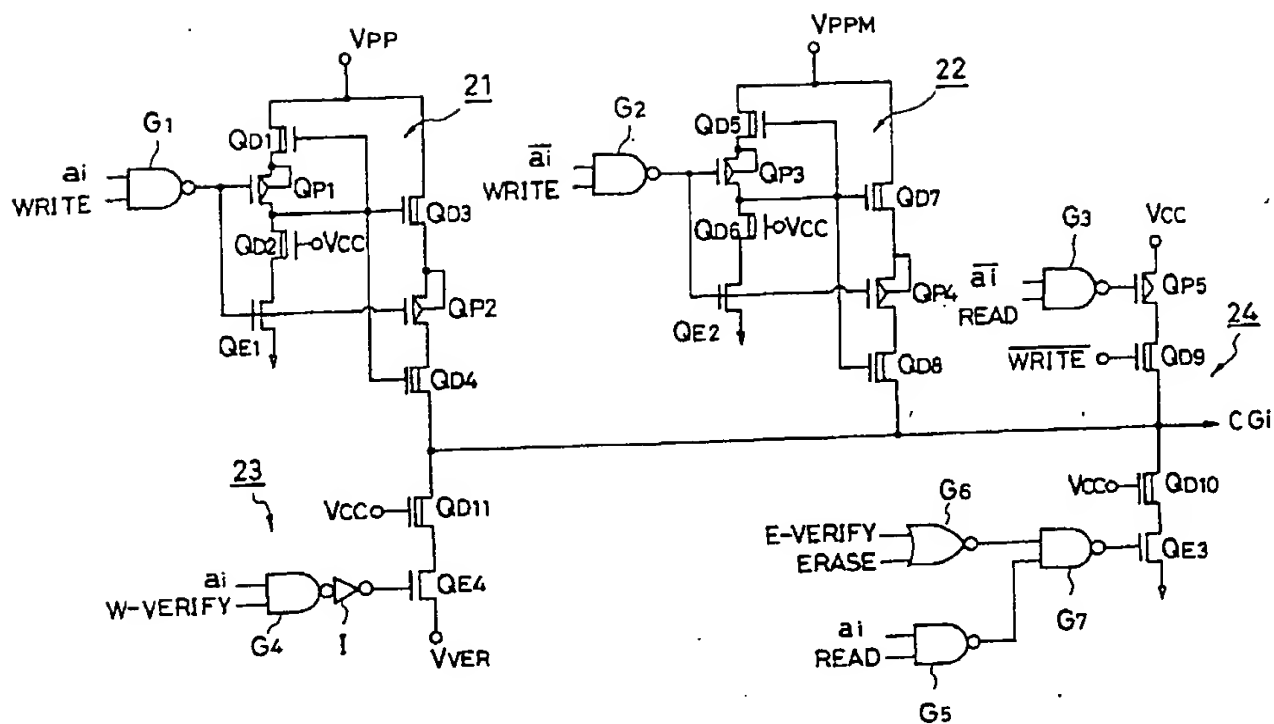 VPP
VPPM
21
22
G1
QD1
G2
QD5
ai
WRITE
QP1
āi
WRITE
QP3
QD3
QD7
QD2
VCC
QD6
VCC
VCC
G3
āi
READ
QP5
QP2
QP4
24
QE1
QE2
WRITE̅
QD9
QD4
QD8
CGi
23
VCC
QD11
VCC
QD10
G6
E-VERIFY
ERASE
QE3
ai
W-VERIFY
QE4
G7
G4
I
ai
READ
VVER
G5